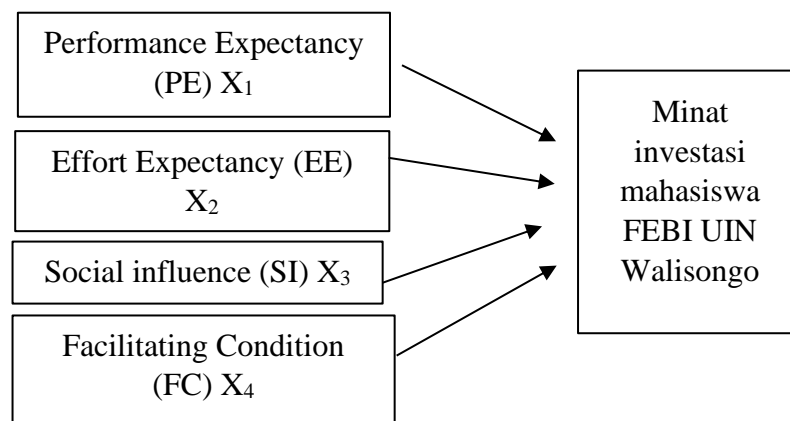 Performance Expectancy
(PE) X₁
Effort Expectancy (EE)
X₂
Social influence (SI) X₃
Facilitating Condition
(FC) X₄
Minat
investasi
mahasiswa
FEBI UIN
Walisongo